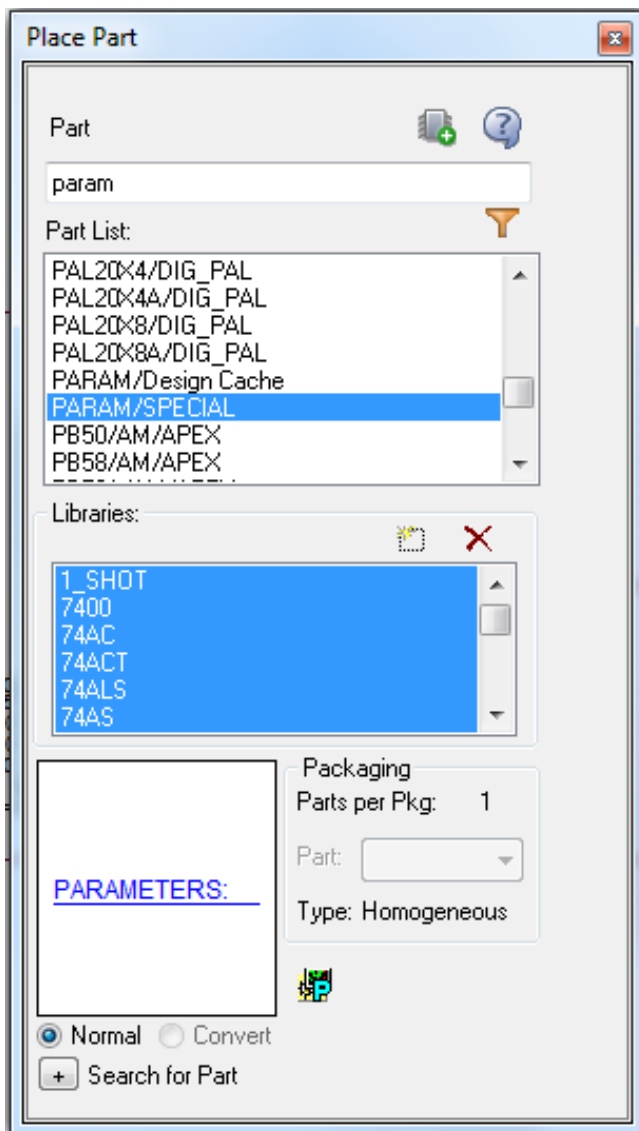 Place Part
Part
param
Part List:
PAL20X4/DIG_PAL
PAL20X4A/DIG_PAL
PAL20X8/DIG_PAL
PAL20X8A/DIG_PAL
PARAM/Design Cache
PARAM/SPECIAL
PB50/AM/APEX
PB58/AM/APEX
Libraries:
1_SHOT
7400
74AC
74ACT
74ALS
74AS
Packaging
Parts per Pkg: 1
Part:
PARAMETERS:
Type: Homogeneous
Normal Convert
+ Search for Part